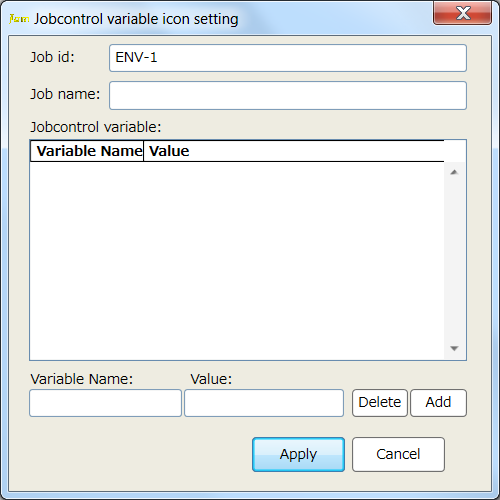 Jobcontrol variable icon setting
Job id: ENV-1
Job name:
Jobcontrol variable:
Variable Name Value
Variable Name: Value:
Delete Add
Apply Cancel